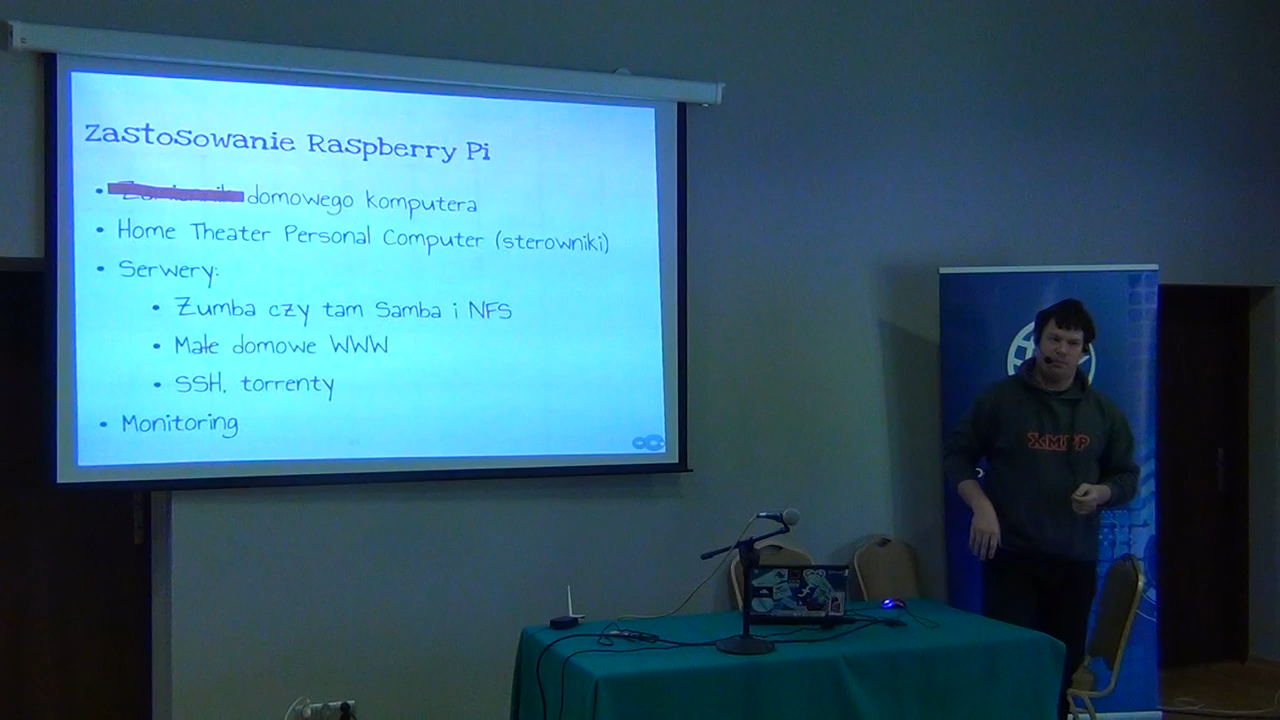 Zastosowanie Raspberry Pi
• domowego komputera
• Home Theater Personal Computer (sterowniki)
• Serwery:
• Zumba czy tam Samba i NFS
• Małe domowe WWW
• SSH, torrenty
• Monitoring
XMPP